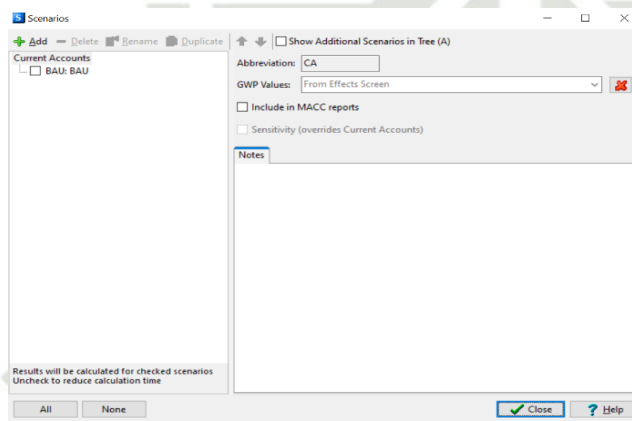 S Scenarios
Add Delete Rename Duplicate Show Additional Scenarios in Tree (A)
Current Accounts
BAU: BAU
Abbreviation: CA
GWP Values: From Effects Screen
Include in MACC reports
Sensitivity (overrides Current Accounts)
Notes
Results will be calculated for checked scenarios
Uncheck to reduce calculation time
All None Close ? Help